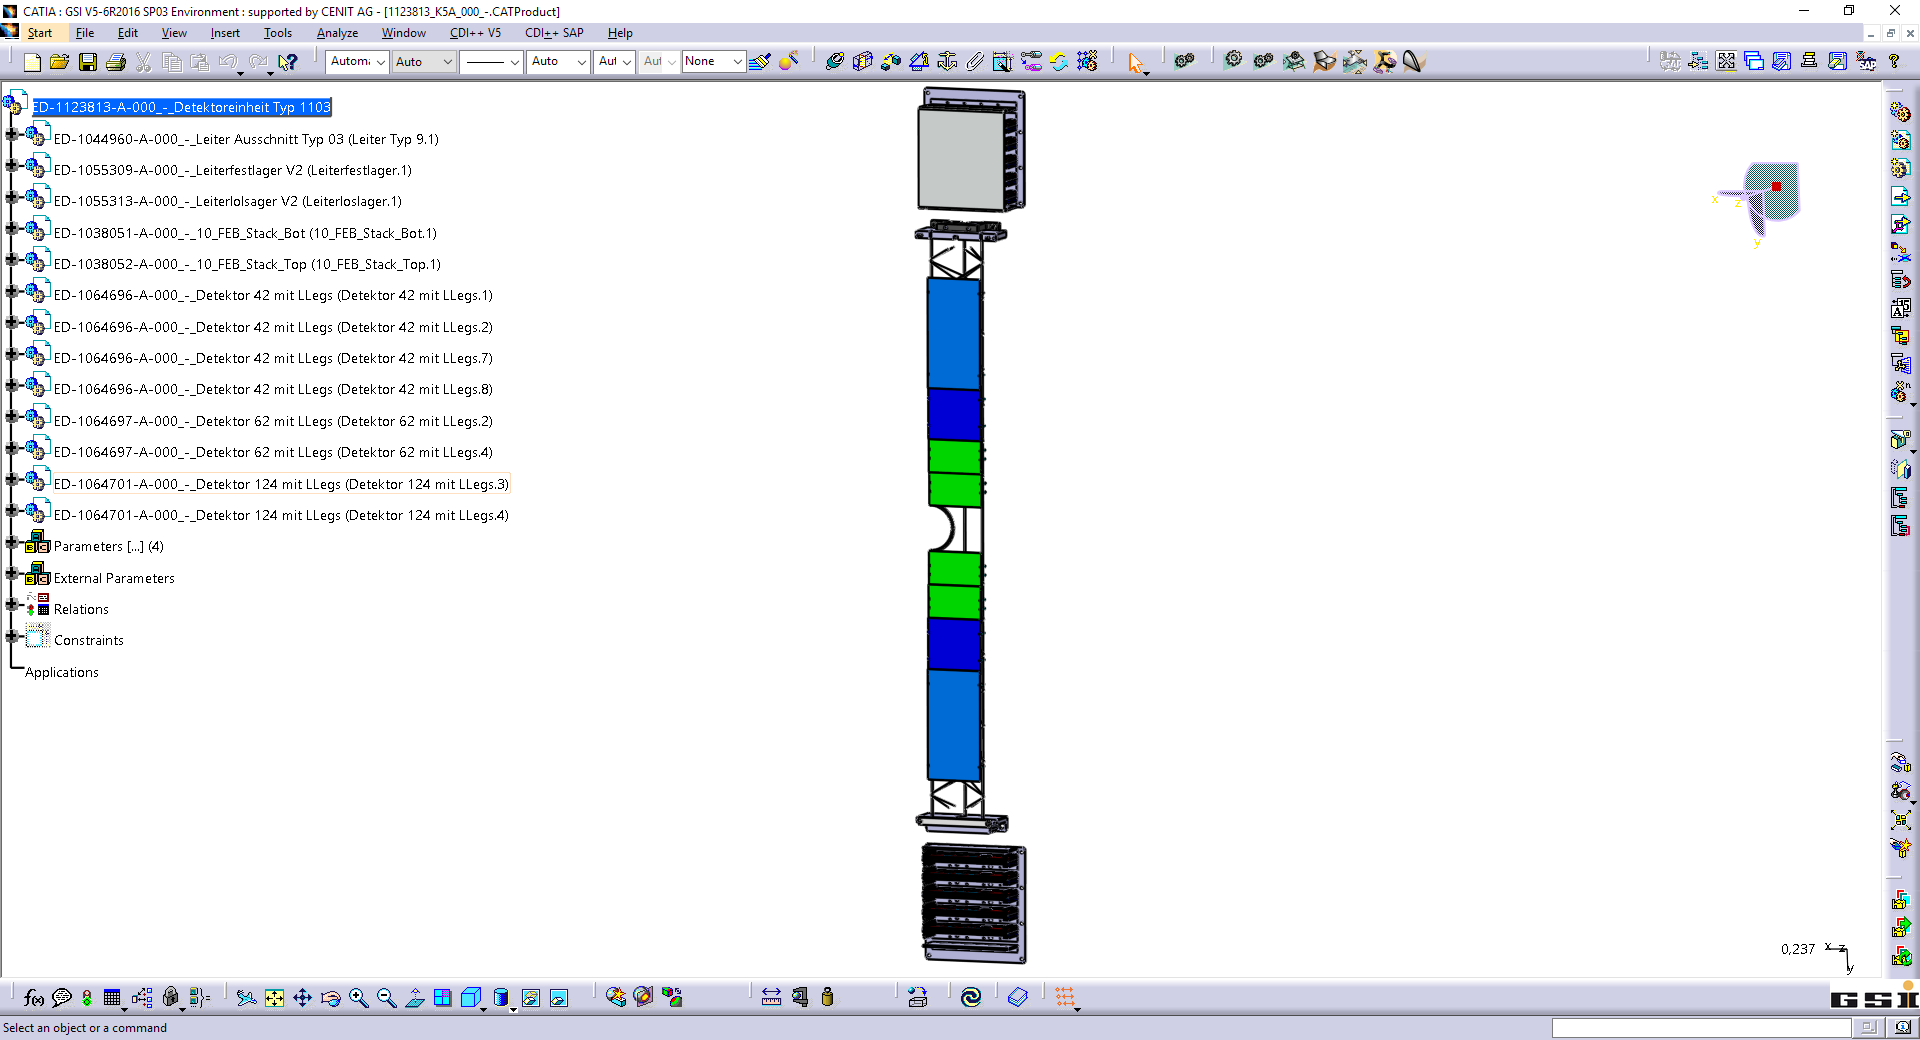 CATIA : GSI V5-6R2016 SP03 Environment : supported by CENIT AG - [1123813_K5A_000_-.CATProduct]
Start File Edit View Insert Tools Analyze Window CDI++ V5 CDI++ SAP Help
Auto Auto None
ED-1123813-A-000_-_Detektoreinheit Typ 1103
ED-1044960-A-000_-_Leiter Ausschnitt Typ 03 (Leiter Typ 9.1)
ED-1055309-A-000_-_Leiterfestlager V2 (Leiterfestlager.1)
ED-1055313-A-000_-_Leiterlolsager V2 (Leiterloslager.1)
ED-1038051-A-000_-_10_FEB_Stack_Bot (10_FEB_Stack_Bot.1)
ED-1038052-A-000_-_10_FEB_Stack_Top (10_FEB_Stack_Top.1)
ED-1064696-A-000_-_Detektor 42 mit LLegs (Detektor 42 mit LLegs.1)
ED-1064696-A-000_-_Detektor 42 mit LLegs (Detektor 42 mit LLegs.2)
ED-1064696-A-000_-_Detektor 42 mit LLegs (Detektor 42 mit LLegs.7)
ED-1064696-A-000_-_Detektor 42 mit LLegs (Detektor 42 mit LLegs.8)
ED-1064697-A-000_-_Detektor 62 mit LLegs (Detektor 62 mit LLegs.2)
ED-1064697-A-000_-_Detektor 62 mit LLegs (Detektor 62 mit LLegs.4)
ED-1064701-A-000_-_Detektor 124 mit LLegs (Detektor 124 mit LLegs.3)
ED-1064701-A-000_-_Detektor 124 mit LLegs (Detektor 124 mit LLegs.4)
Parameters [...] (4)
External Parameters
Relations
Constraints
Applications
x z
y
0,237 x z
y
GSI
Select an object or a command